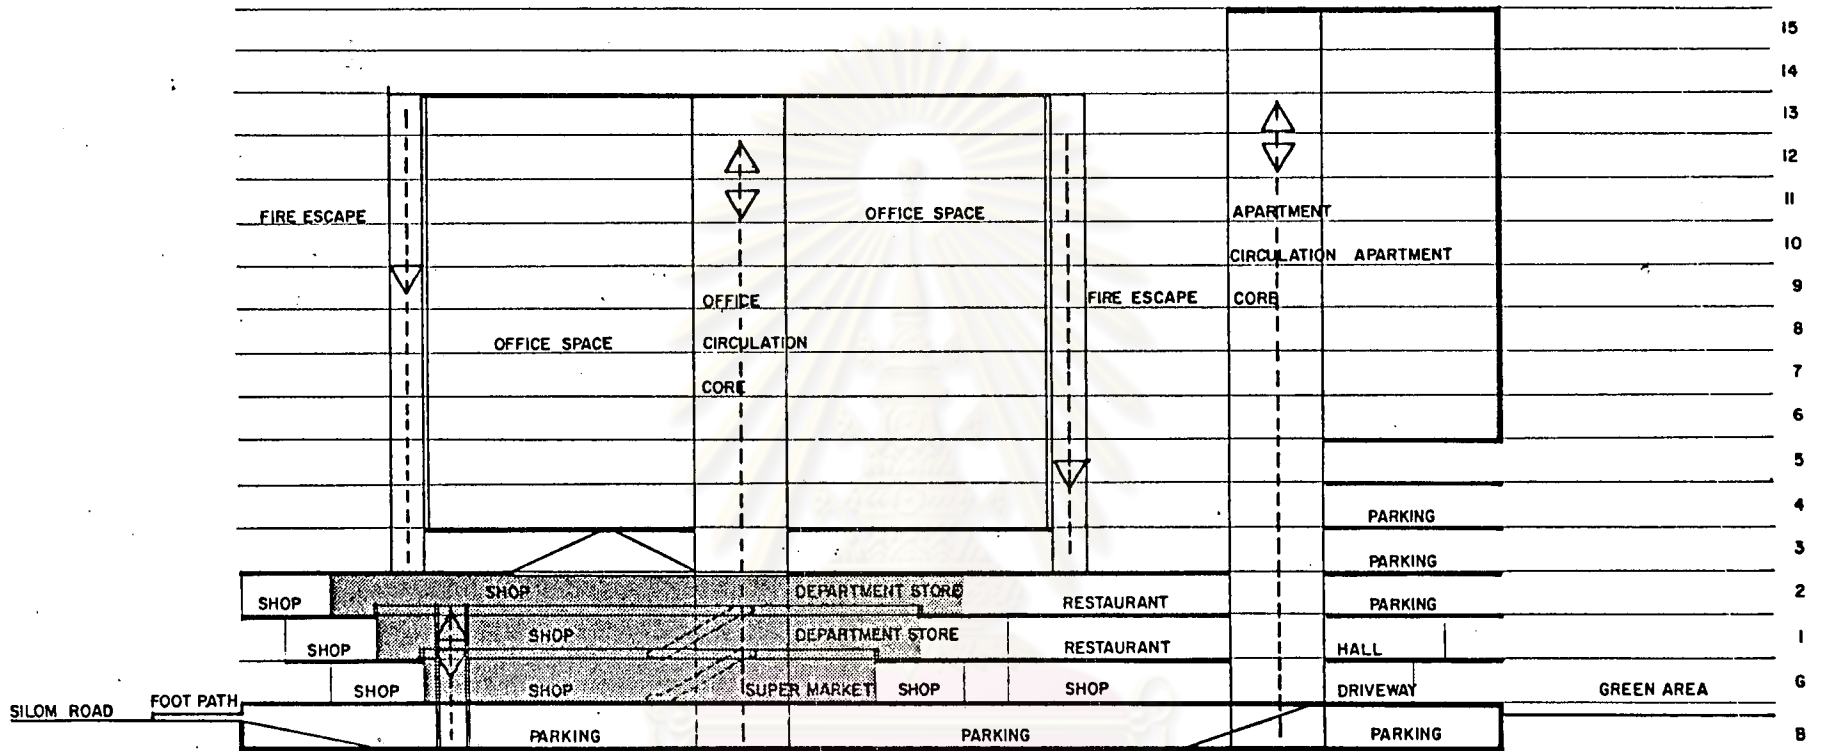 15
14
13
12
FIRE ESCAPE OFFICE SPACE APARTMENT 11
CIRCULATION APARTMENT 10
OFFICE FIRE ESCAPE CORE 9
OFFICE SPACE CIRCULATION 8
CORE 7
6
5
PARKING 4
PARKING 3
SHOP SHOP DEPARTMENT STORE RESTAURANT PARKING 2
SHOP SHOP DEPARTMENT STORE RESTAURANT HALL 1
SHOP SHOP SUPER MARKET SHOP SHOP DRIVEWAY GREEN AREA G
SILOM ROAD FOOT PATH
PARKING PARKING PARKING B